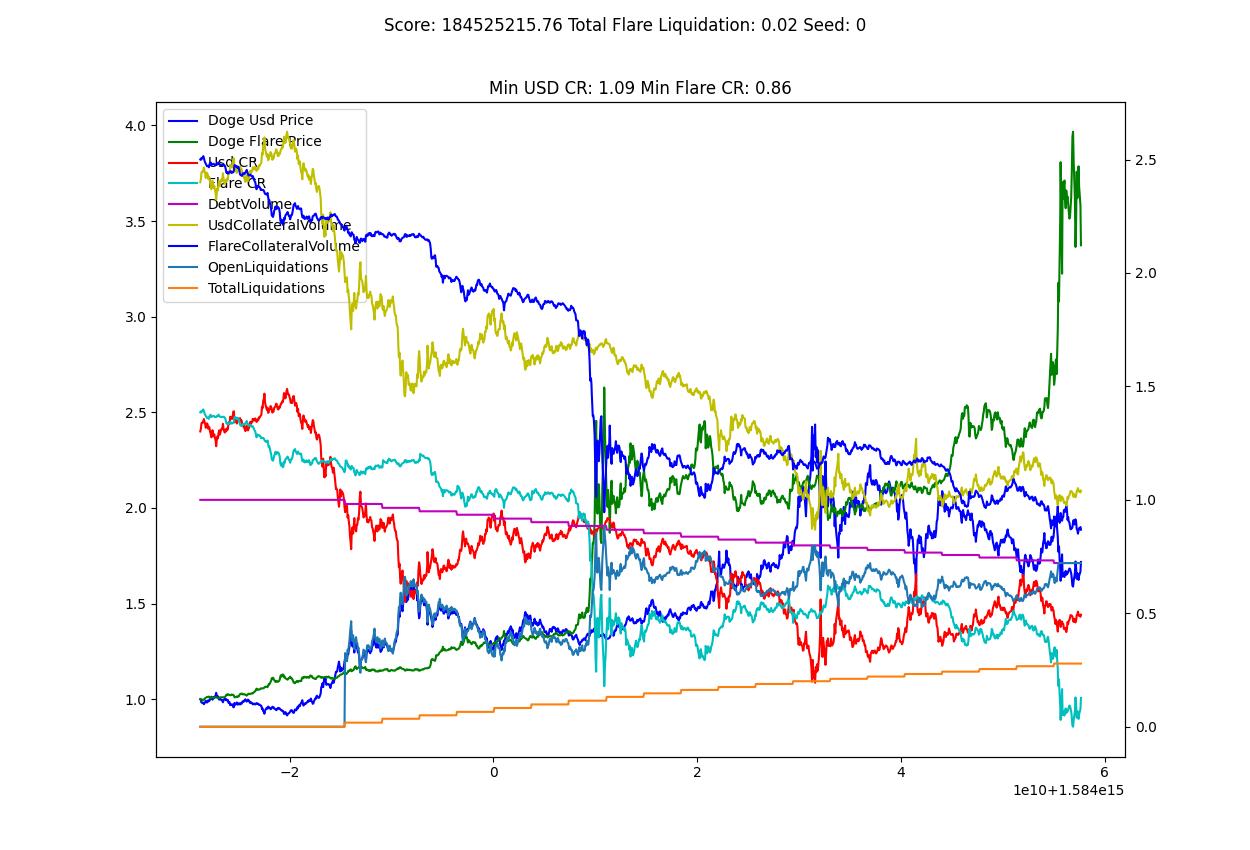 Score: 184525215.76 Total Flare Liquidation: 0.02 Seed: 0
Min USD CR: 1.09 Min Flare CR: 0.86
Doge Usd Price
Doge Flare Price
Usd CR
Flare CR
DebtVolume
UsdCollateralVolume
FlareCollateralVolume
OpenLiquidations
TotalLiquidations
4.0
3.5
3.0
2.5
2.0
1.5
1.0
2.5
2.0
1.5
1.0
0.5
0.0
−2
0
2
4
6
1e10+1.584e15